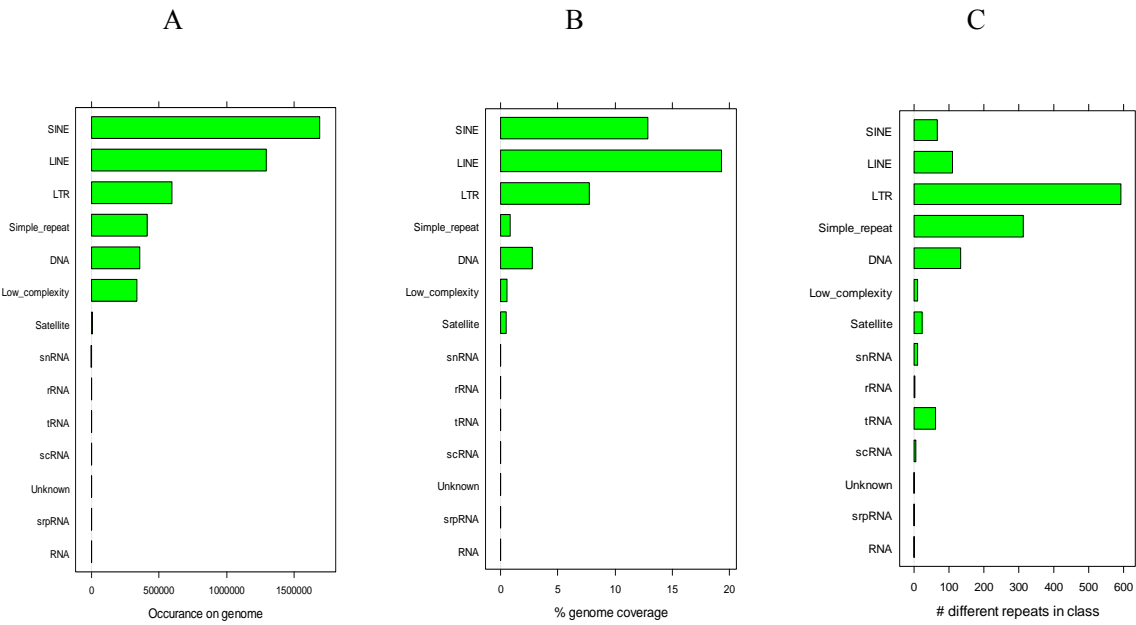 A
B
C
SINE
LINE
LTR
Simple_repeat
DNA
Low_complexity
Satellite
snRNA
rRNA
tRNA
scRNA
Unknown
srpRNA
RNA
0 500000 1000000 1500000
Occurance on genome
SINE
LINE
LTR
Simple_repeat
DNA
Low_complexity
Satellite
snRNA
rRNA
tRNA
scRNA
Unknown
srpRNA
RNA
0 5 10 15 20
% genome coverage
SINE
LINE
LTR
Simple_repeat
DNA
Low_complexity
Satellite
snRNA
rRNA
tRNA
scRNA
Unknown
srpRNA
RNA
0 100 200 300 400 500 600
# different repeats in class